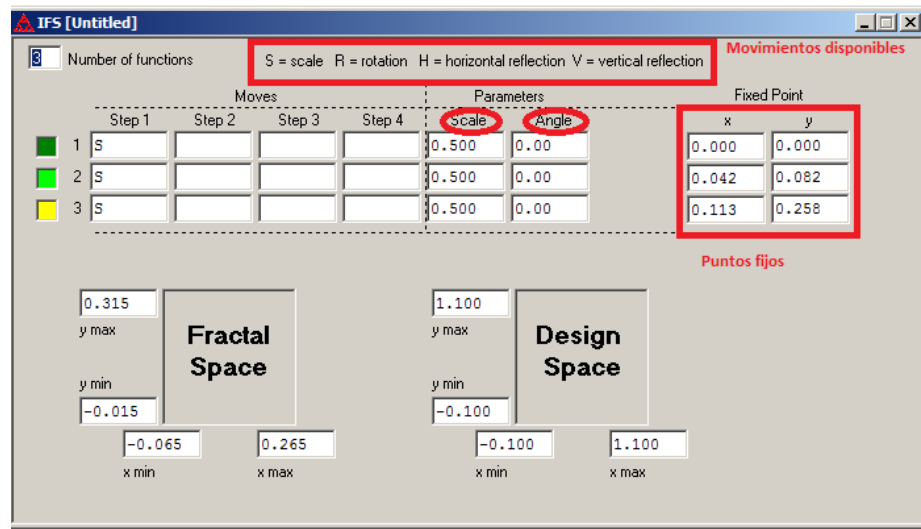 IFS [Untitled]
3 Number of functions
S = scale R = rotation H = horizontal reflection V = vertical reflection
Movimientos disponibles
Moves Parameters Fixed Point
Step 1 Step 2 Step 3 Step 4 Scale Angle x y
1 S 0.500 0.00 0.000 0.000
2 S 0.500 0.00 0.042 0.082
3 S 0.500 0.00 0.113 0.258
Puntos fijos
0.315 1.100
y max Fractal y max Design
Space Space
y min y min
-0.015 -0.100
-0.065 0.265 -0.100 1.100
x min x max x min x max